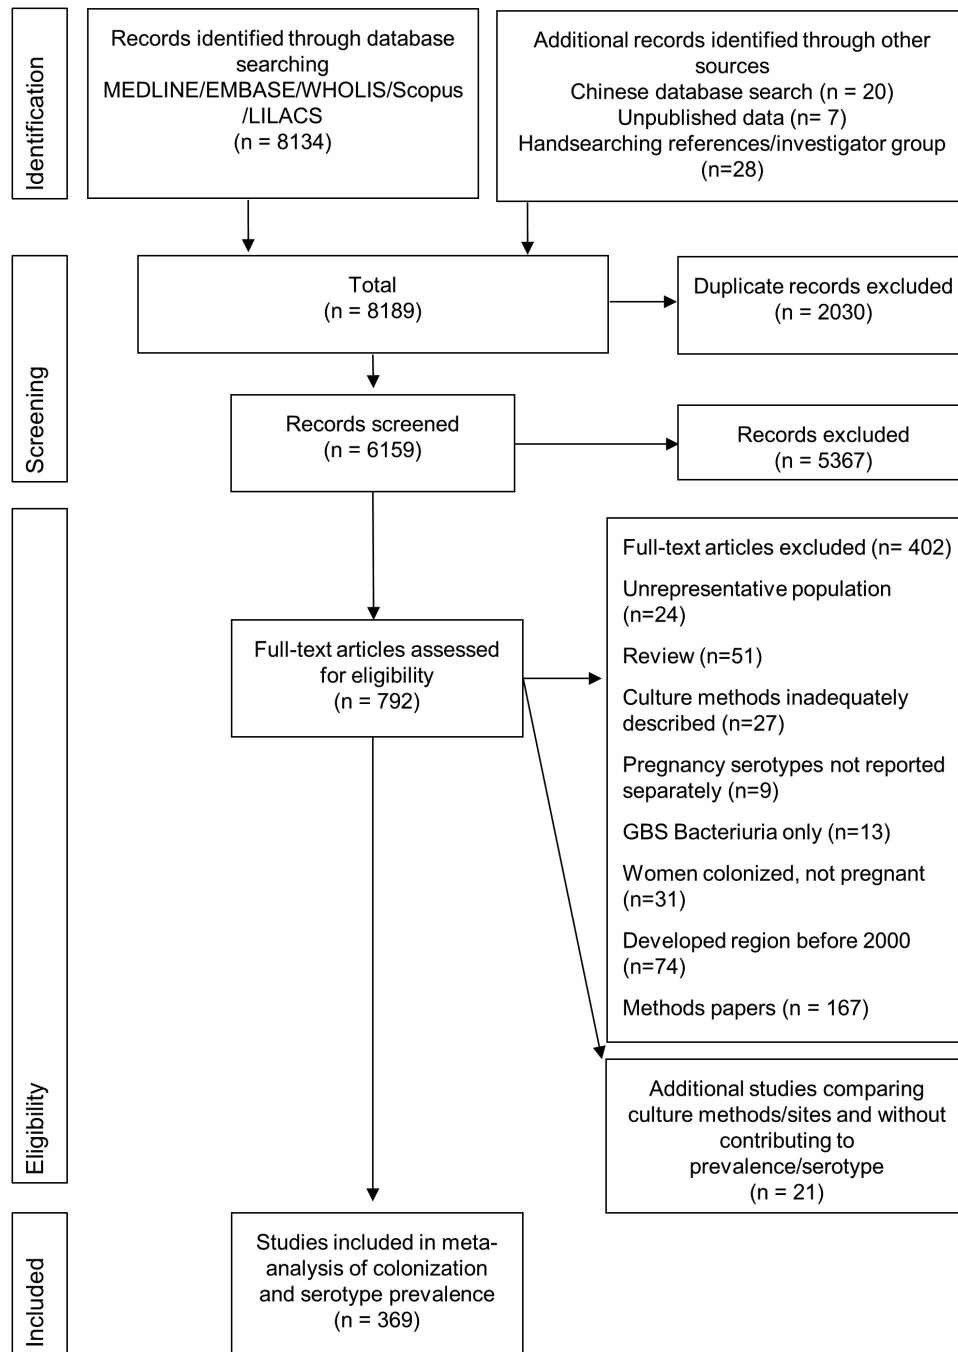 Identification
Records identified through database
searching
MEDLINE/EMBASE/WHOLIS/Scopus
/LILACS
(n = 8134)
Additional records identified through other
sources
Chinese database search (n = 20)
Unpublished data (n= 7)
Handsearching references/investigator group
(n=28)
Screening
Total
(n = 8189)
Duplicate records excluded
(n = 2030)
Records screened
(n = 6159)
Records excluded
(n = 5367)
Eligibility
Full-text articles assessed
for eligibility
(n = 792)
Full-text articles excluded (n= 402)
Unrepresentative population
(n=24)
Review (n=51)
Culture methods inadequately
described (n=27)
Pregnancy serotypes not reported
separately (n=9)
GBS Bacteriuria only (n=13)
Women colonized, not pregnant
(n=31)
Developed region before 2000
(n=74)
Methods papers (n = 167)
Additional studies comparing
culture methods/sites and without
contributing to
prevalence/serotype
(n = 21)
Included
Studies included in meta-
analysis of colonization
and serotype prevalence
(n = 369)